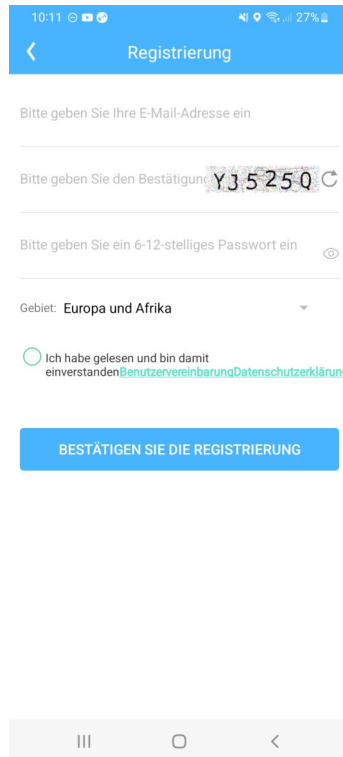 10:11 27%
Registrierung
Bitte geben Sie Ihre E-Mail-Adresse ein
Bitte geben Sie den Bestätigung
Bitte geben Sie ein 6-12-stelliges Passwort ein
Gebiet: Europa und Afrika
Ich habe gelesen und bin damit
einverstandenBenutzervereinbarungDatenschutzerklärun
BESTÄTIGEN SIE DIE REGISTRIERUNG